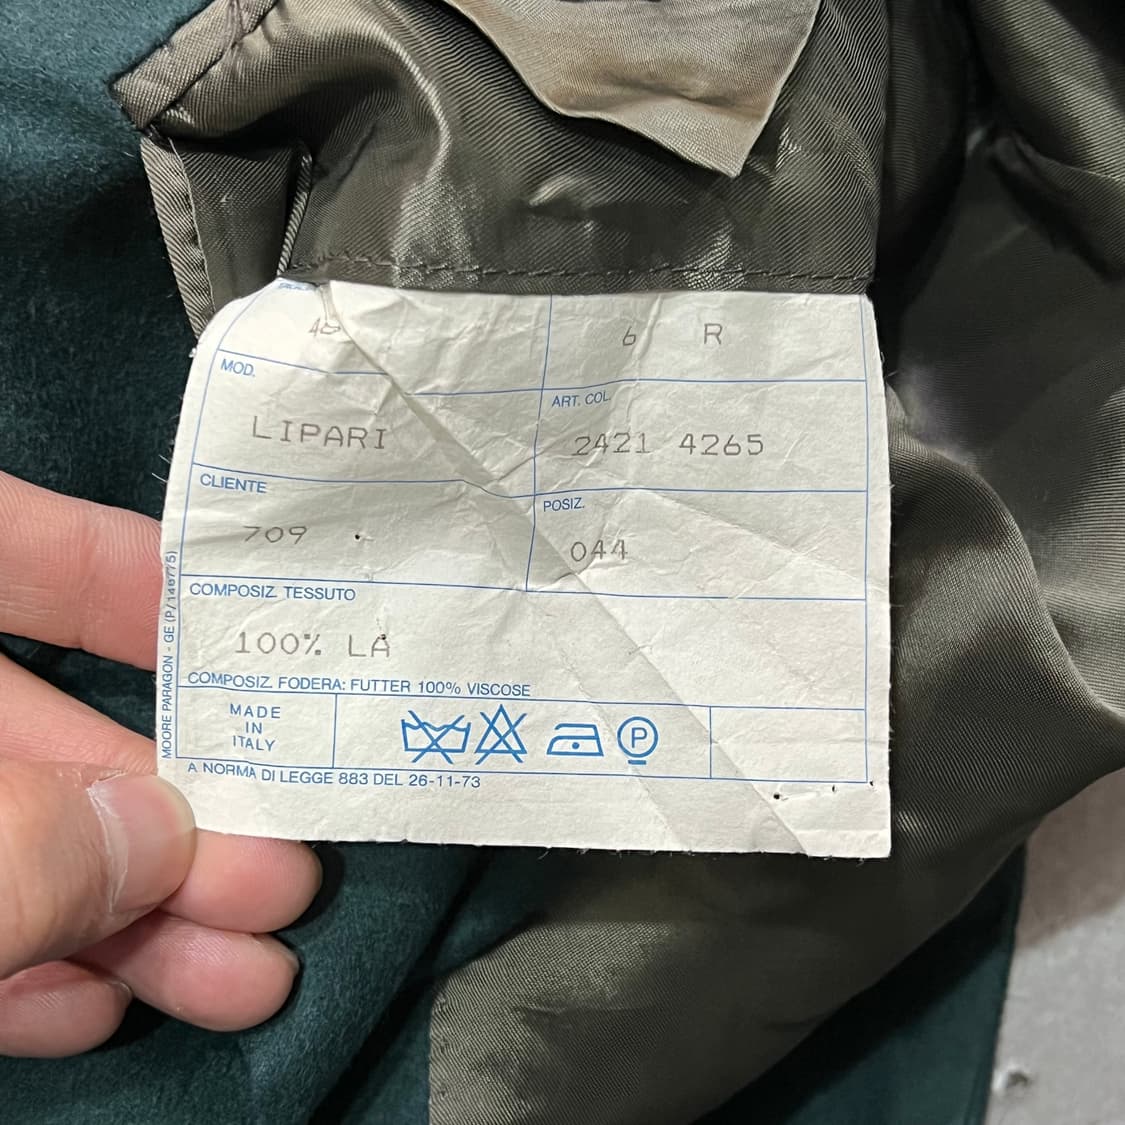 6 R
MOD.
LIPARI
ART. COL.
2421 4265
CLIENTE
709
POSIZ.
044
COMPOSIZ. TESSUTO
100% LA
COMPOSIZ. FODERA: FUTTER 100% VISCOSE
MADE
IN
ITALY
P
A NORMA DI LEGGE 883 DEL 26-11-73
MOORE PARAGON - GE